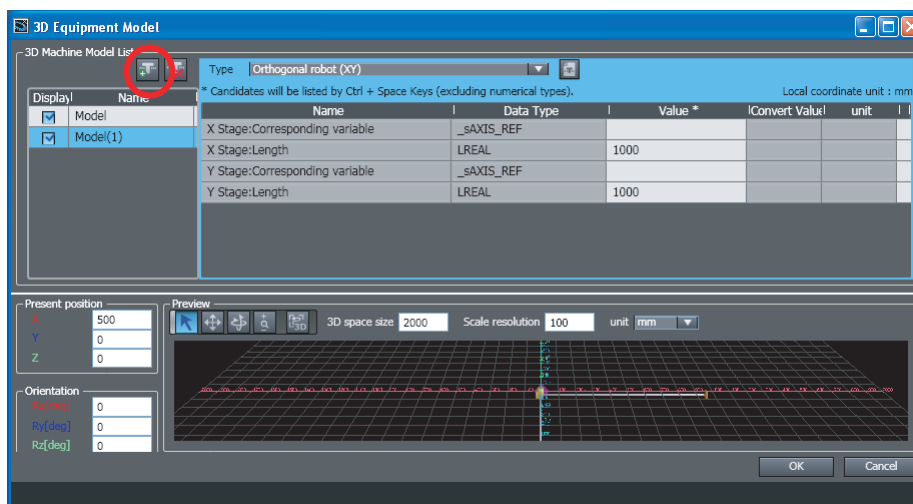 3D Equipment Model
3D Machine Model List
Display Name
Model
Model(1)
Type Orthogonal robot (XY)
* Candidates will be listed by Ctrl + Space Keys (excluding numerical types). Local coordinate unit : mm
Name Data Type Value * Convert Value unit
X Stage:Corresponding variable _sAXIS_REF
X Stage:Length LREAL 1000
Y Stage:Corresponding variable _sAXIS_REF
Y Stage:Length LREAL 1000
Present position
X 500
Y 0
Z 0
Orientation
Rx[deg] 0
Ry[deg] 0
Rz[deg] 0
Preview
3D space size 2000 Scale resolution 100 unit mm
OK Cancel